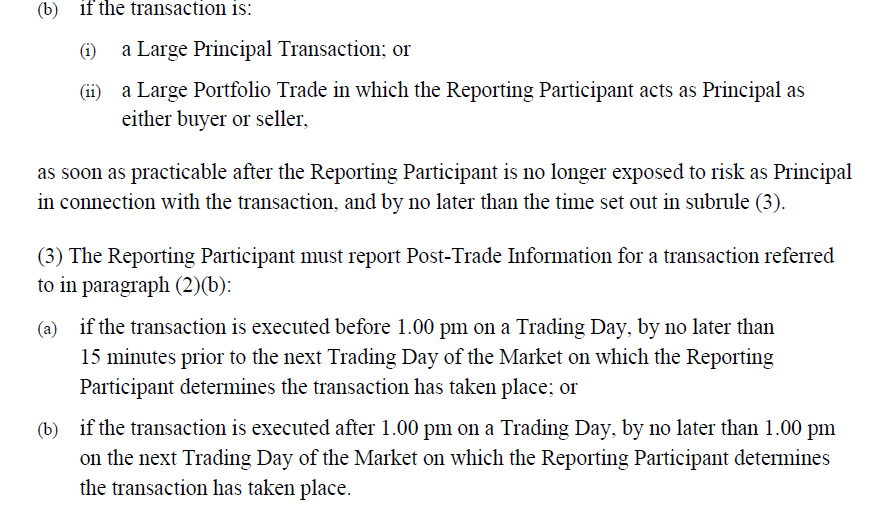 (b) if the transaction is:
(i) a Large Principal Transaction; or
(ii) a Large Portfolio Trade in which the Reporting Participant acts as Principal as
either buyer or seller,
as soon as practicable after the Reporting Participant is no longer exposed to risk as Principal
in connection with the transaction, and by no later than the time set out in subrule (3).
(3) The Reporting Participant must report Post-Trade Information for a transaction referred
to in paragraph (2)(b):
(a) if the transaction is executed before 1.00 pm on a Trading Day, by no later than
15 minutes prior to the next Trading Day of the Market on which the Reporting
Participant determines the transaction has taken place; or
(b) if the transaction is executed after 1.00 pm on a Trading Day, by no later than 1.00 pm
on the next Trading Day of the Market on which the Reporting Participant determines
the transaction has taken place.